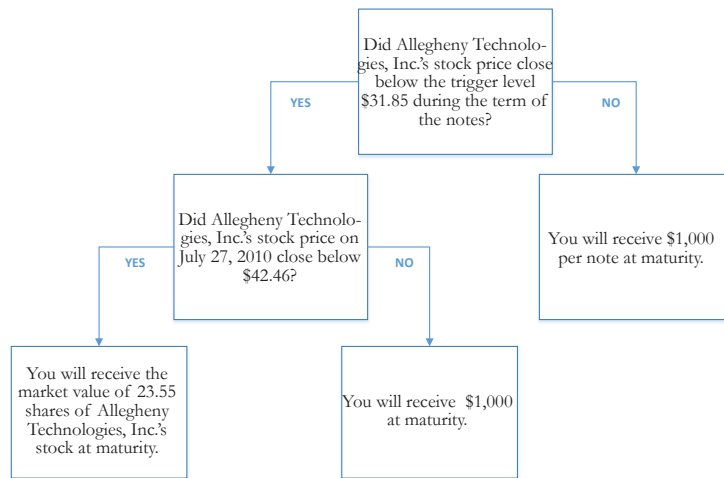 Did Allegheny Technolo-
gies, Inc.'s stock price close
below the trigger level
$31.85 during the term of
the notes?
YES
NO
Did Allegheny Technolo-
gies, Inc.'s stock price on
July 27, 2010 close below
$42.46?
You will receive $1,000
per note at maturity.
YES
NO
You will receive the
market value of 23.55
shares of Allegheny
Technologies, Inc.'s
stock at maturity.
You will receive $1,000
at maturity.